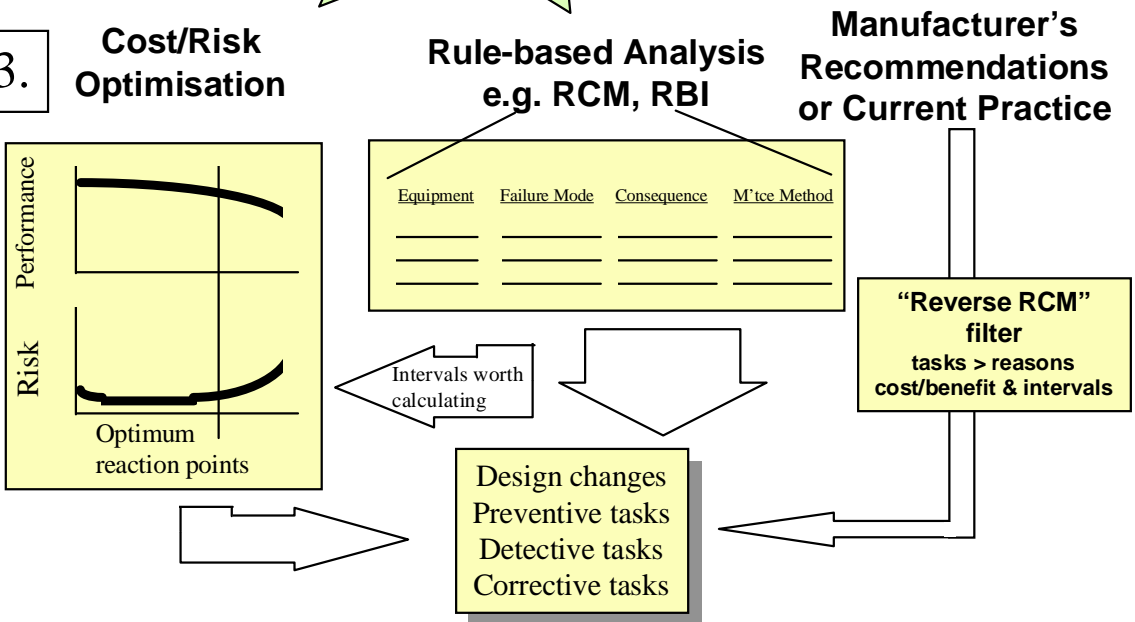 3.
Cost/Risk
Optimisation
Rule-based Analysis
e.g. RCM, RBI
Manufacturer’s
Recommendations
or Current Practice
Performance
Risk
Optimum
reaction points
Equipment Failure Mode Consequence M’tce Method
Intervals worth
calculating
“Reverse RCM”
filter
tasks > reasons
cost/benefit & intervals
Design changes
Preventive tasks
Detective tasks
Corrective tasks